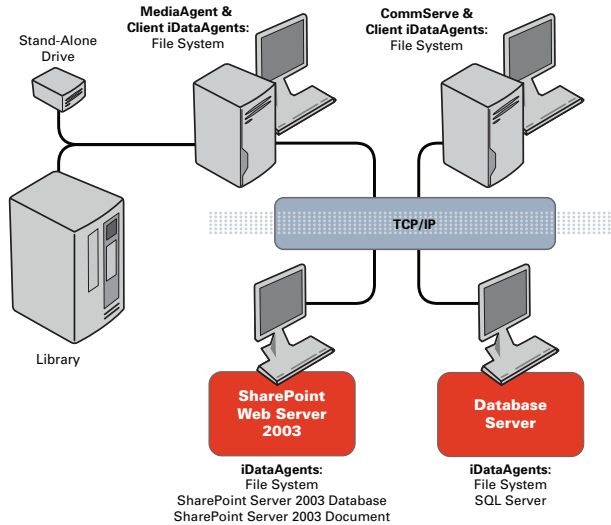 MediaAgent &
Client iDataAgents:
File System
CommServe &
Client iDataAgents:
File System
Stand-Alone
Drive
TCP/IP
Library
SharePoint
Web Server
2003
Database
Server
iDataAgents:
File System
SharePoint Server 2003 Database
SharePoint Server 2003 Document
iDataAgents:
File System
SQL Server